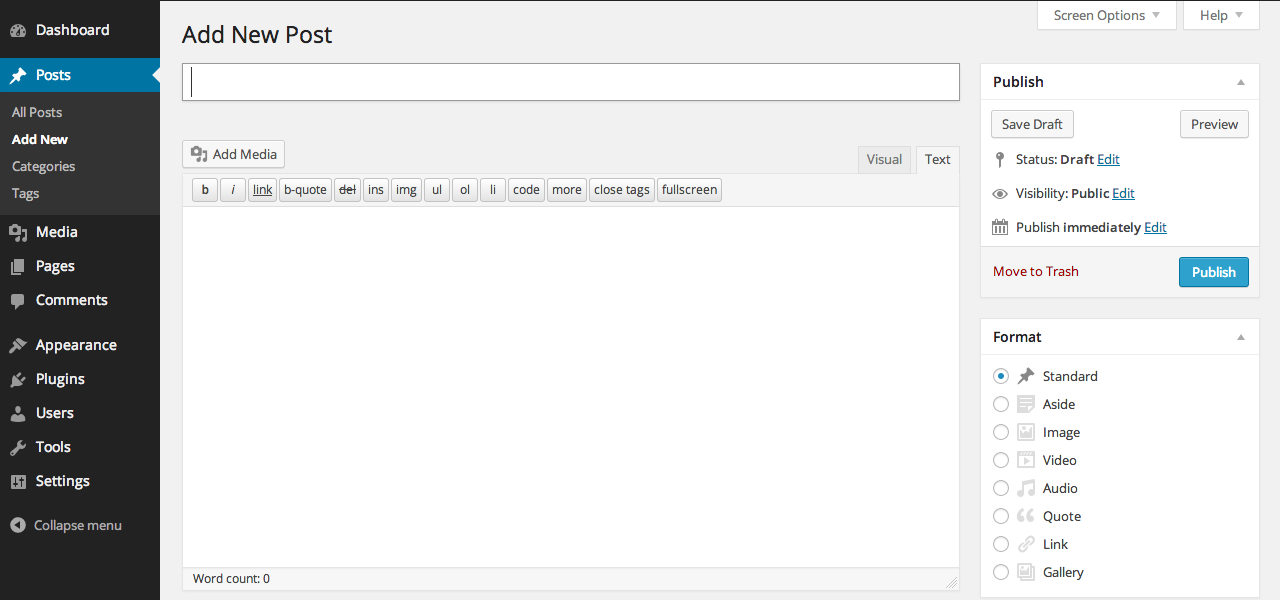 Dashboard
Posts
All Posts
Add New
Categories
Tags
Media
Pages
Comments
Appearance
Plugins
Users
Tools
Settings
Collapse menu
Screen Options
Help
Add New Post
Add Media
Visual
Text
b i link b-quote del ins img ul ol li code more close tags fullscreen
Word count: 0
Publish
Save Draft
Preview
Status: Draft Edit
Visibility: Public Edit
Publish immediately Edit
Move to Trash
Publish
Format
Standard
Aside
Image
Video
Audio
Quote
Link
Gallery